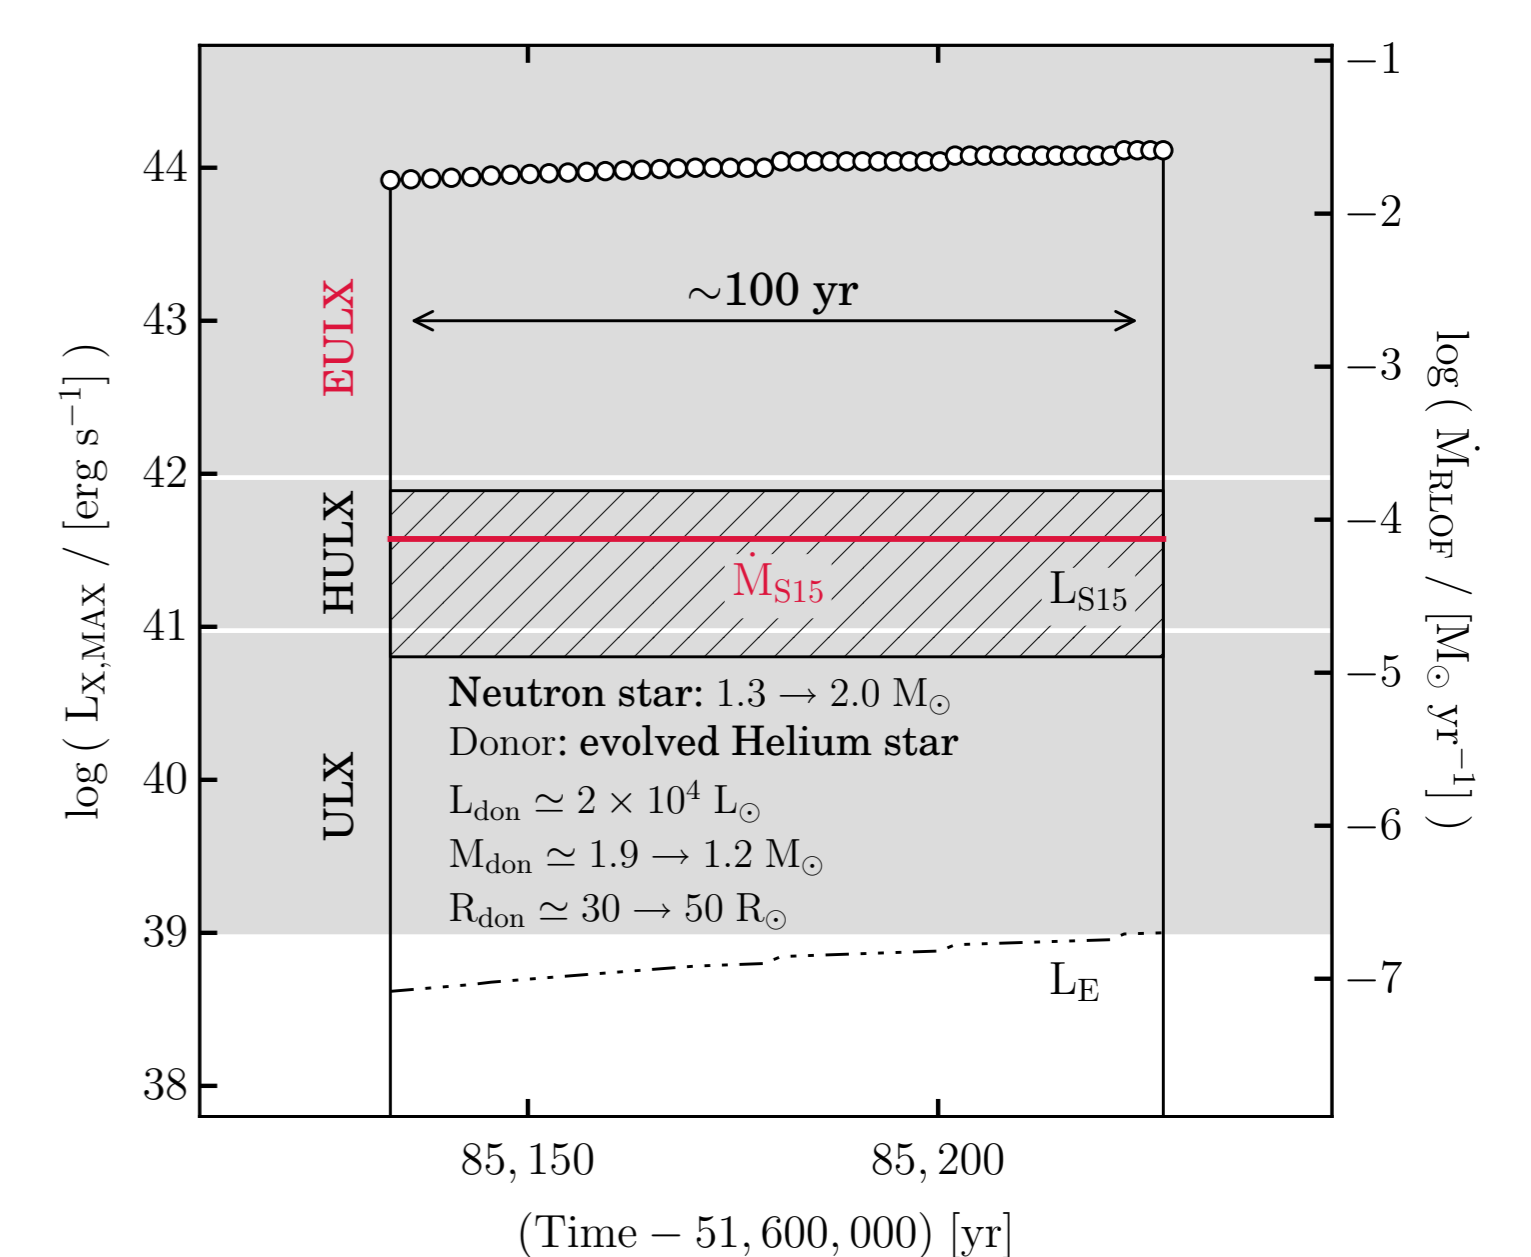 log ( L_X,MAX / [erg s⁻¹] )
44
43
42
41
40
39
38
EULX
HULX
ULX
∼100 yr
Ṁ_S15
L_S15
Neutron star: 1.3 → 2.0 M_⊙
Donor: evolved Helium star
L_don ≃ 2 × 10⁴ L_⊙
M_don ≃ 1.9 → 1.2 M_⊙
R_don ≃ 30 → 50 R_⊙
L_E
−1
−2
−3
−4
−5
−6
−7
log ( Ṁ_RLOF / [M_⊙ yr⁻¹] )
85,150 85,200
(Time − 51,600,000) [yr]